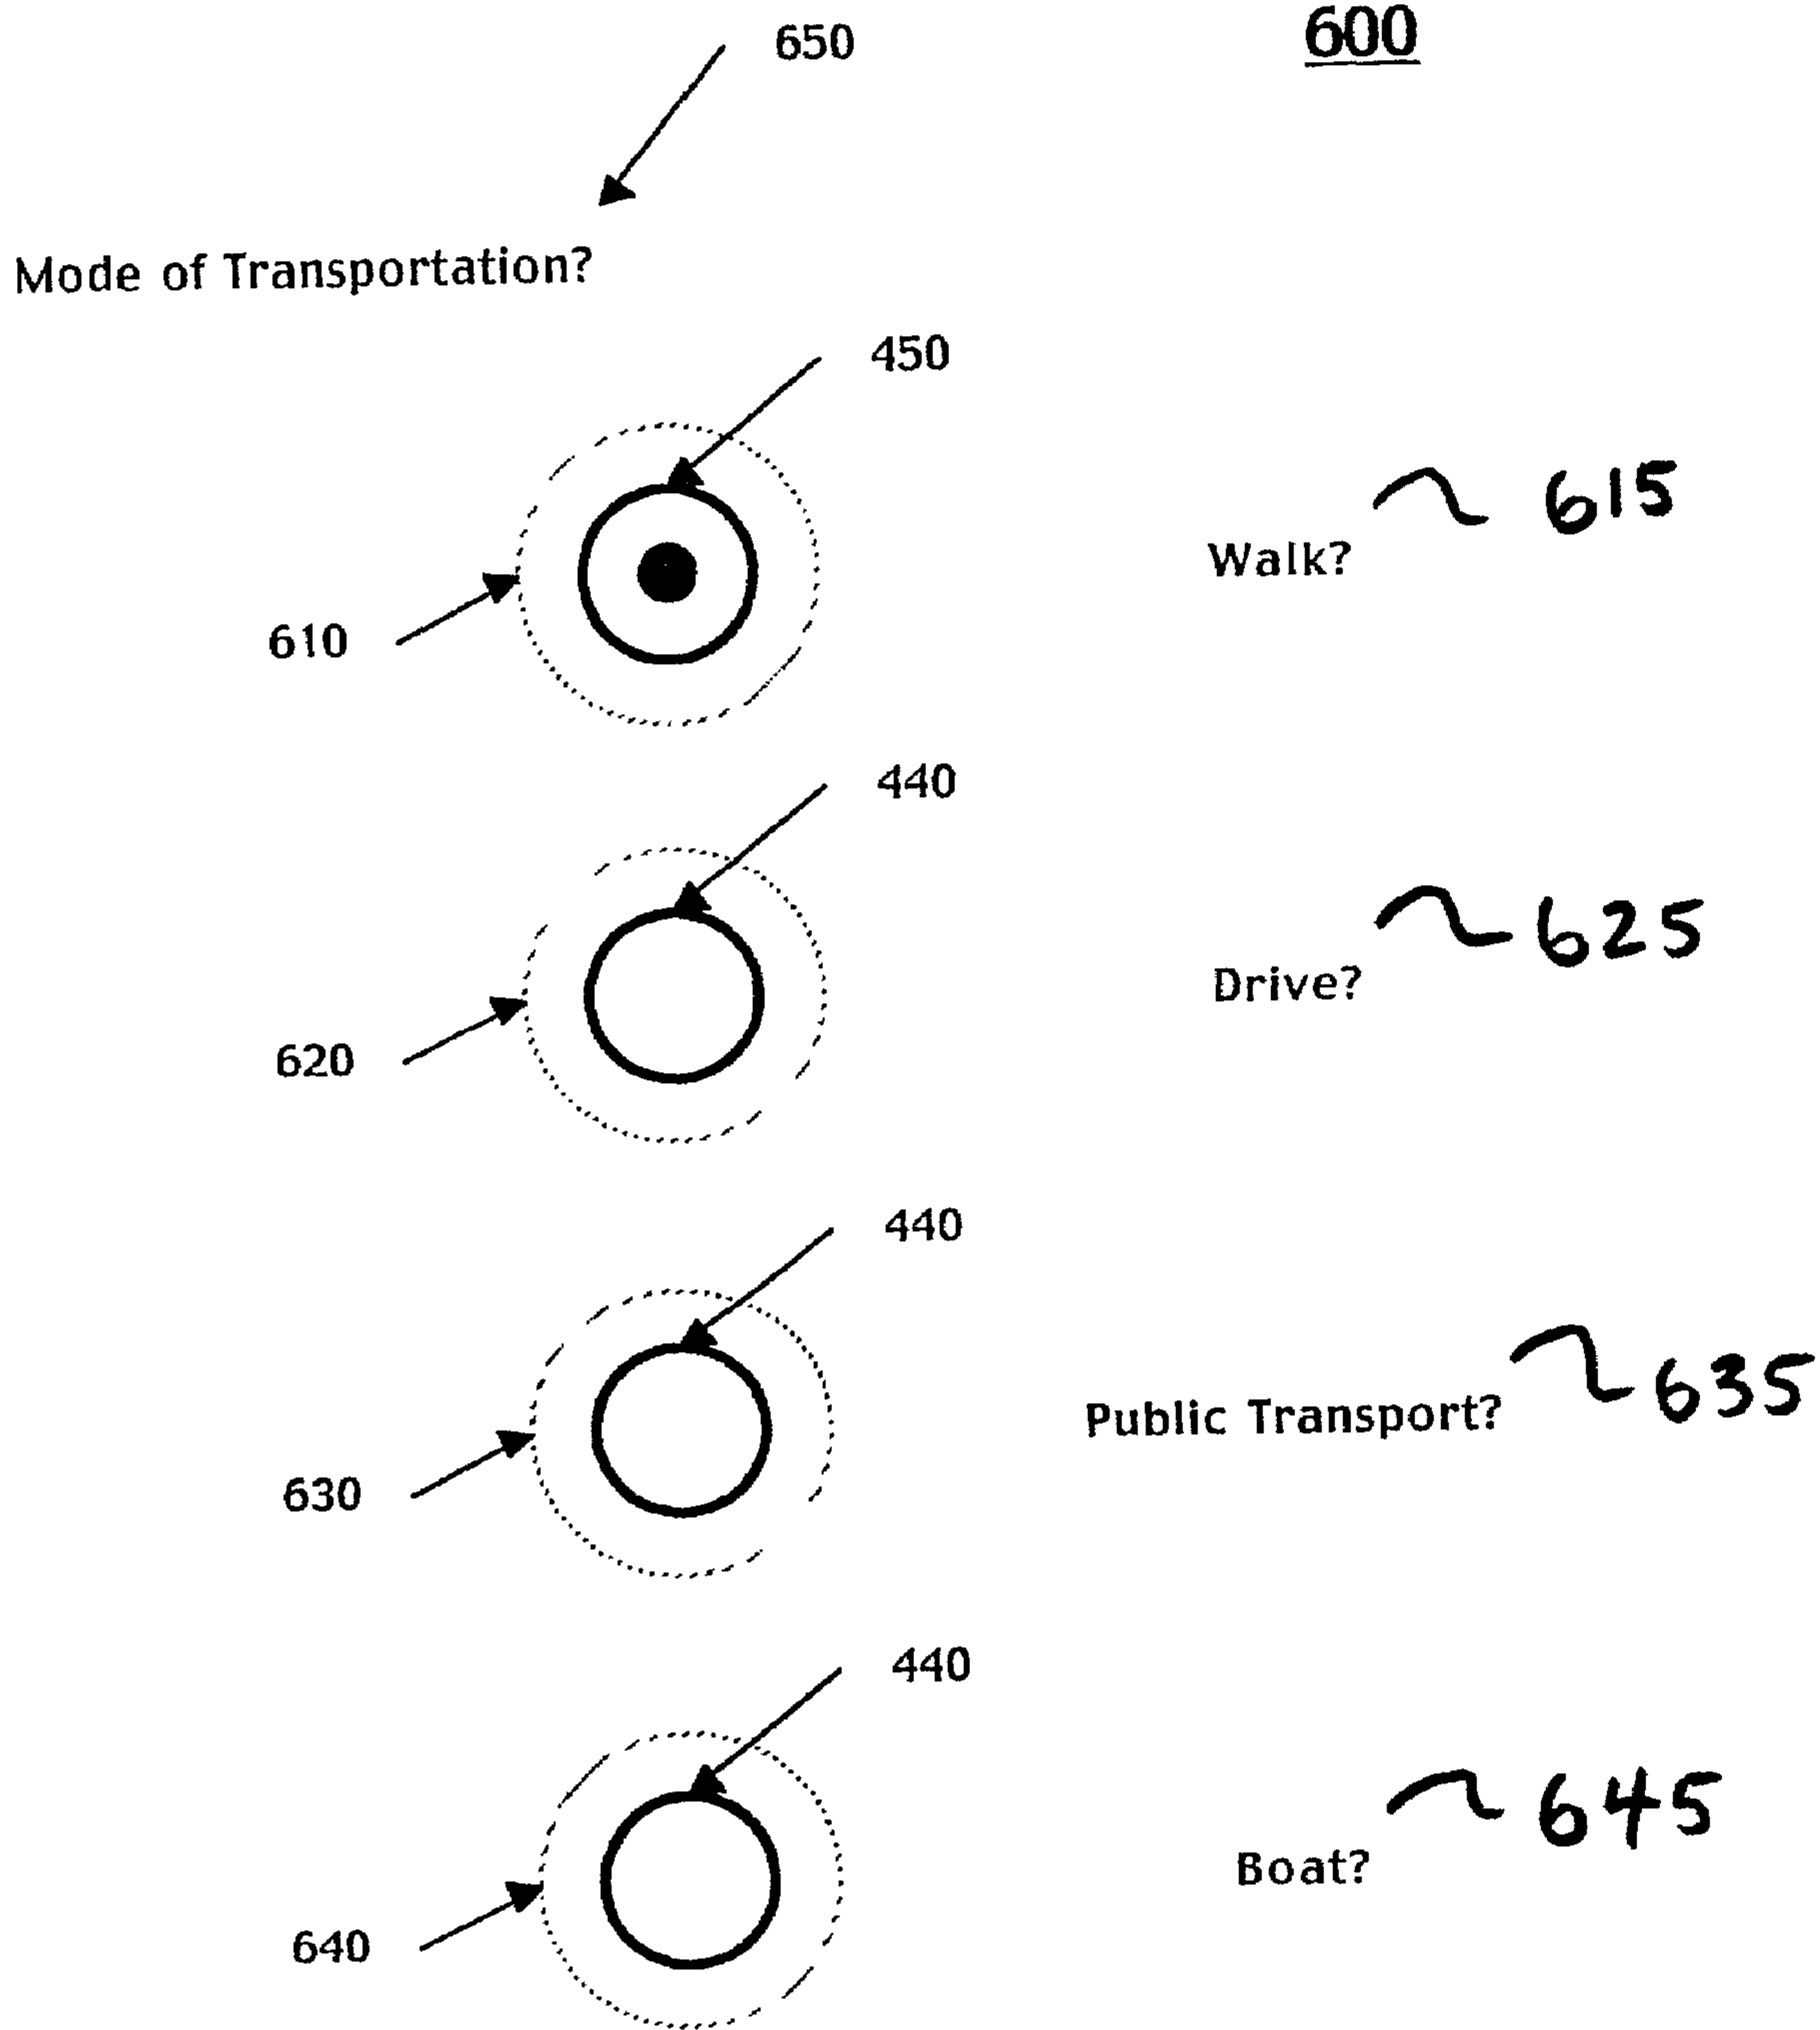 650
600
Mode of Transportation?
450
615
Walk?
610
440
625
Drive?
620
440
635
Public Transport?
630
440
645
Boat?
640